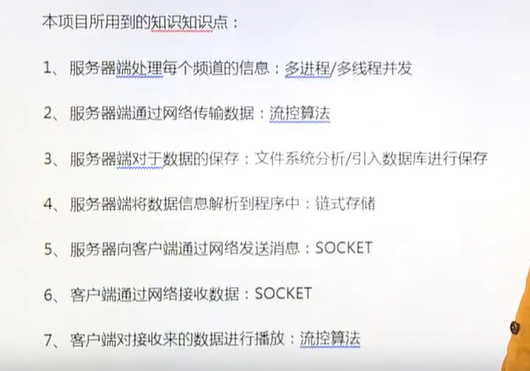 本项目所用到的知识知识点：
1、 服务器端处理每个频道的信息：多进程/多线程并发
2、 服务器端通过网络传输数据：流控算法
3、 服务器端对于数据的保存：文件系统分析/引入数据库进行保存
4、 服务器端将数据信息解析到程序中：链式存储
5、 服务器向客户端通过网络发送消息：SOCKET
6、 客户端通过网络接收数据：SOCKET
7、 客户端对接收来的数据进行播放：流控算法